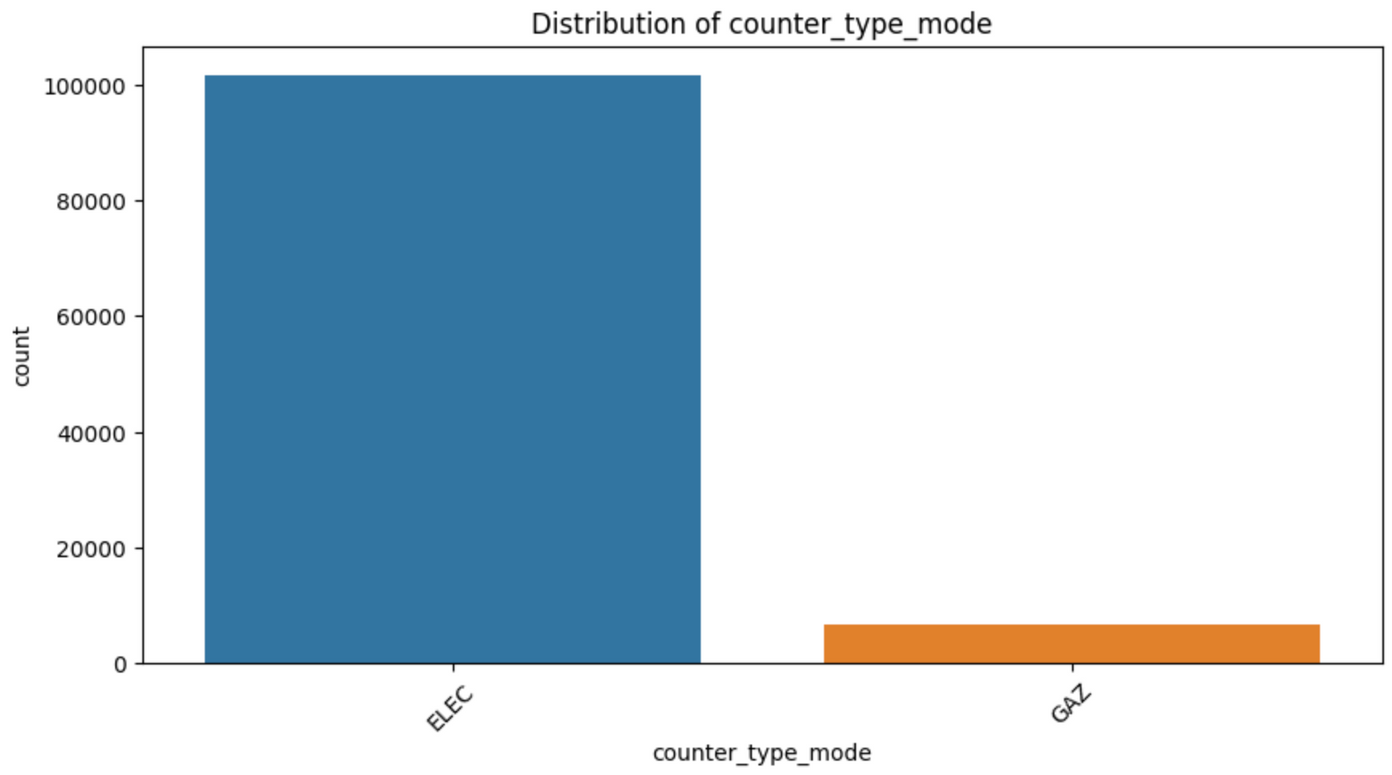 Distribution of counter_type_mode
100000
80000
60000
40000
20000
0
count
ELEC
GAZ
counter_type_mode